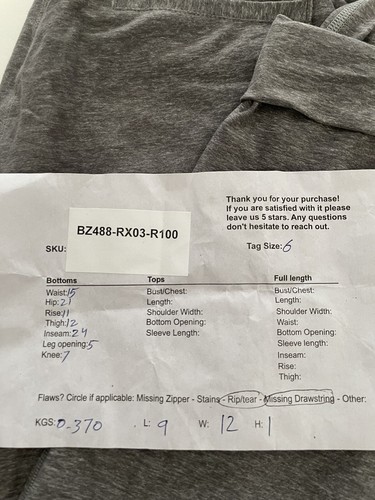 Thank you for your purchase!
If you are satisfied with it please
leave us 5 stars. Any questions
don't hesitate to reach out.
SKU: BZ488-RX03-R100
Tag Size: 6
Bottoms Tops Full length
Waist: 15 Bust/Chest: Bust/Chest:
Hip: 21 Length: Length:
Rise: 11 Shoulder Width: Shoulder Width:
Thigh: 12 Bottom Opening: Waist:
Inseam: 24 Sleeve Length: Bottom Opening:
Leg opening: 5 Sleeve length:
Knee: 7 Inseam:
Rise:
Thigh:
Flaws? Circle if applicable: Missing Zipper - Stains - Rip/tear - Missing Drawstring - Other:
KGS: 0-370 L: 9 W: 12 H: 1